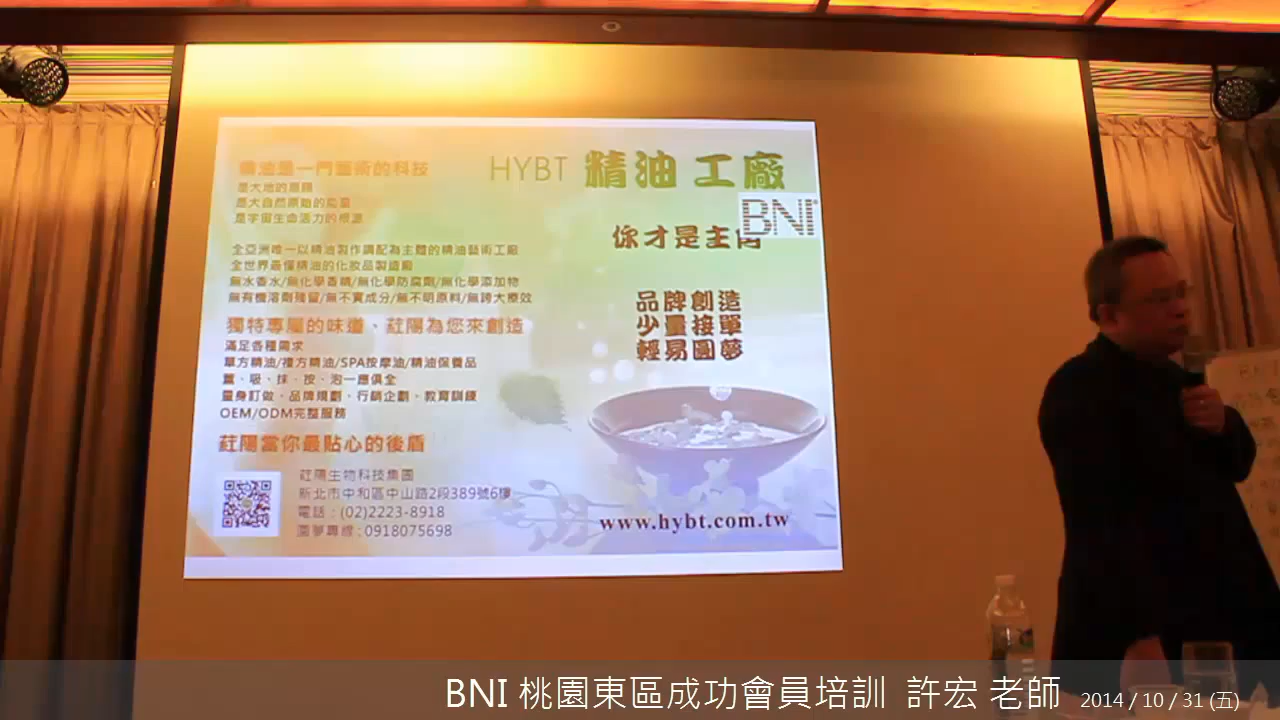 精油是一門藝術的科技
是大地的恩賜
是大自然原始的能量
是宇宙生命活力的根源
HYBT 精油工廠
BNI
你才是主角
全亞洲唯一以精油製作調配為主體的精油藝術工廠
全世界最懂精油的化妝品製造廠
無水香水/無化學香精/無化學防腐劑/無化學添加物
無有機溶劑殘留/無不實成分/無不明原料/無誇大療效
品牌創造
少量接單
輕易圓夢
獨特專屬的味道、葒陽為您來創造
滿足各種需求
單方精油/複方精油/SPA按摩油/精油保養品
薰、吸、抹、按、泡一應俱全
量身訂做、品牌規劃、行銷企劃、教育訓練
OEM/ODM完整服務
葒陽當你最貼心的後盾
葒陽生物科技集團
新北市中和區中山路2段389號6樓
電話：(02)2223-8918
圓夢專線：0918075698
www.hybt.com.tw
BNI 桃園東區成功會員培訓 許宏 老師 2014 / 10 / 31 (五)